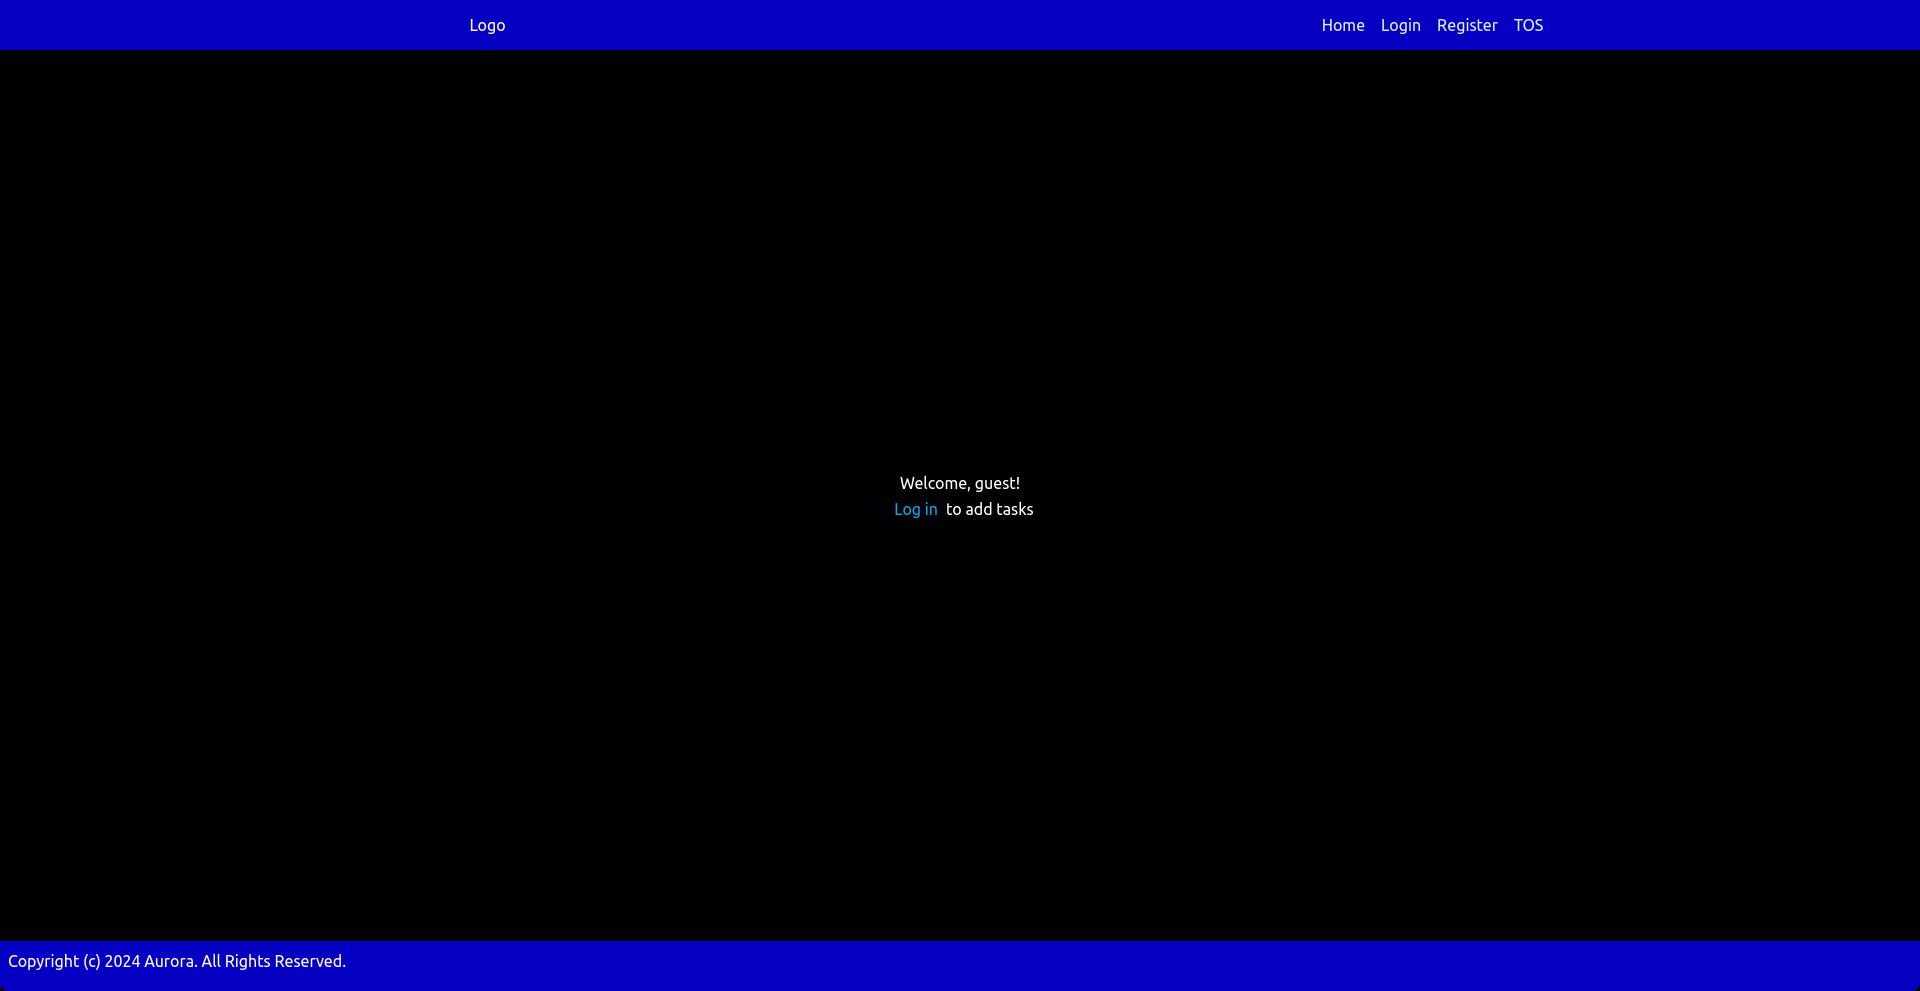 Logo Home Login Register TOS
Welcome, guest!
Log in to add tasks
Copyright (c) 2024 Aurora. All Rights Reserved.